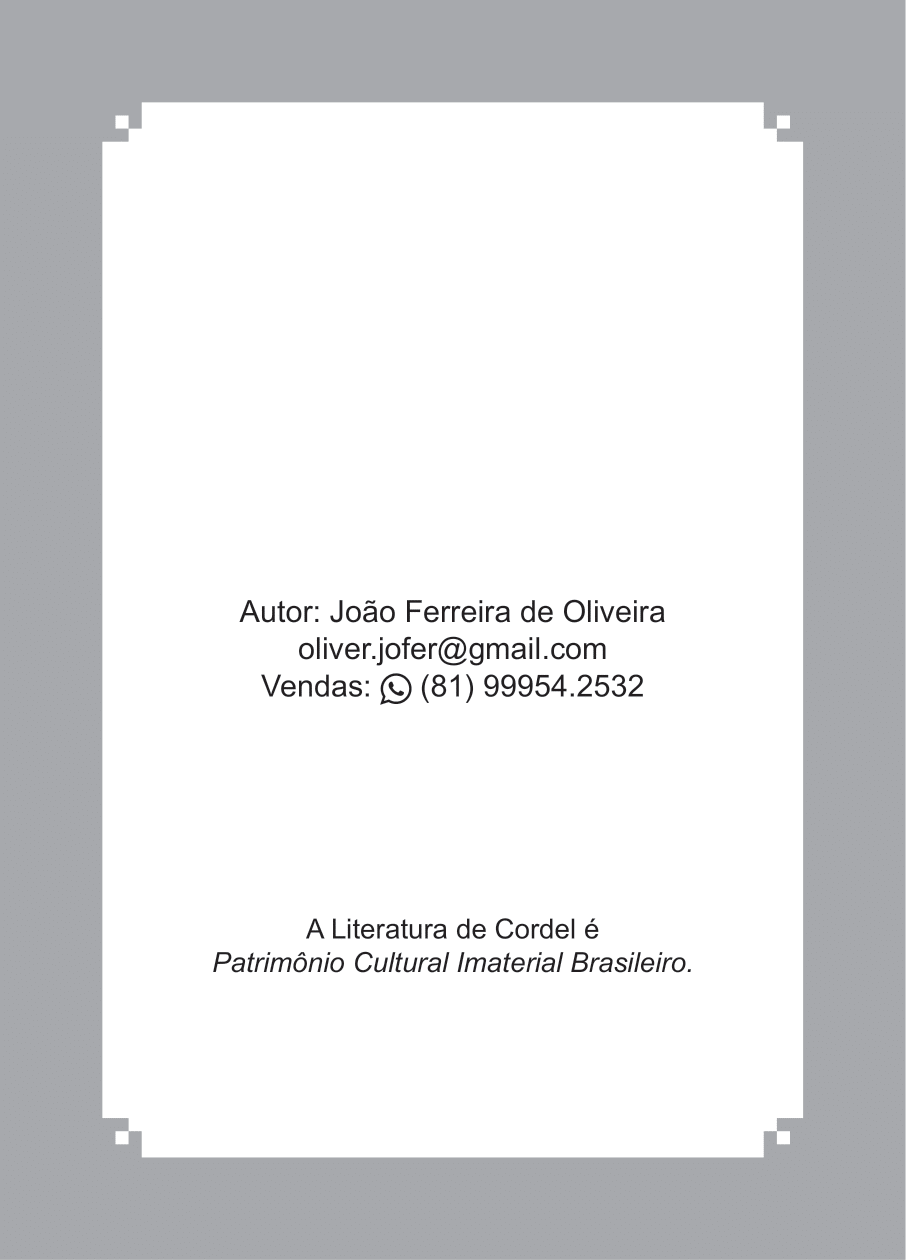 Autor: João Ferreira de Oliveira
oliver.jofer@gmail.com
Vendas: (81) 99954.2532
A Literatura de Cordel é
Patrimônio Cultural Imaterial Brasileiro.